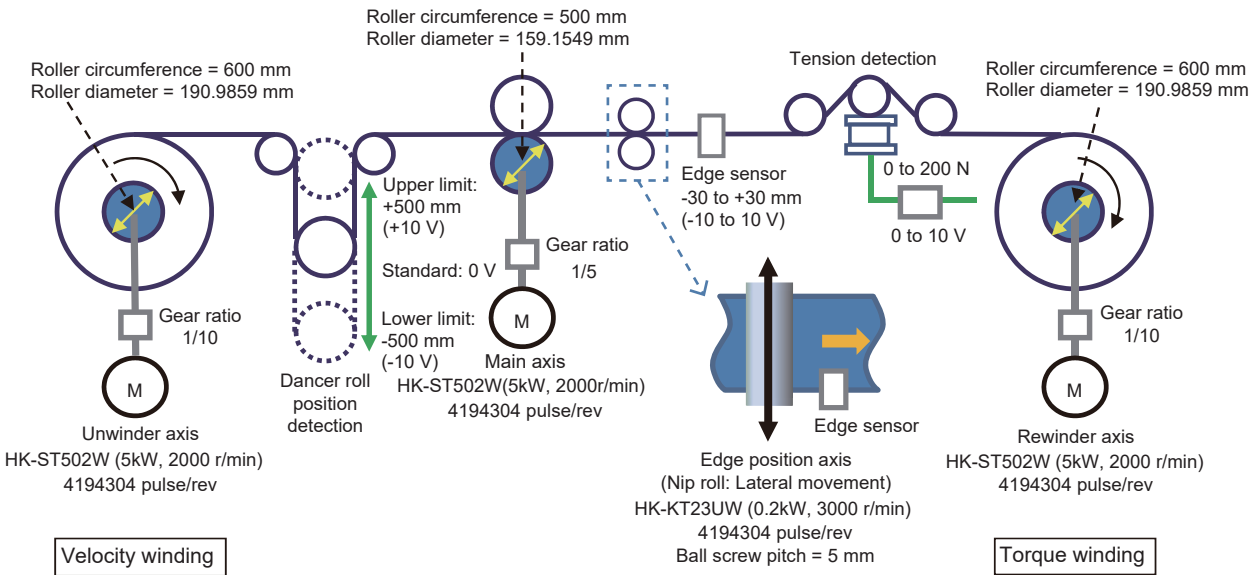 Roller circumference = 600 mm
Roller diameter = 190.9859 mm
Gear ratio
1/10
M
Unwinder axis
HK-ST502W (5kW, 2000 r/min)
4194304 pulse/rev
Velocity winding
Upper limit:
+500 mm
(+10 V)
Standard: 0 V
Lower limit:
-500 mm
(-10 V)
Dancer roll
position
detection
Roller circumference = 500 mm
Roller diameter = 159.1549 mm
Gear ratio
1/5
M
Main axis
HK-ST502W(5kW, 2000r/min)
4194304 pulse/rev
Edge sensor
-30 to +30 mm
(-10 to 10 V)
Edge sensor
Edge position axis
(Nip roll: Lateral movement)
HK-KT23UW (0.2kW, 3000 r/min)
4194304 pulse/rev
Ball screw pitch = 5 mm
Tension detection
0 to 200 N
0 to 10 V
Roller circumference = 600 mm
Roller diameter = 190.9859 mm
Gear ratio
1/10
M
Rewinder axis
HK-ST502W (5kW, 2000 r/min)
4194304 pulse/rev
Torque winding